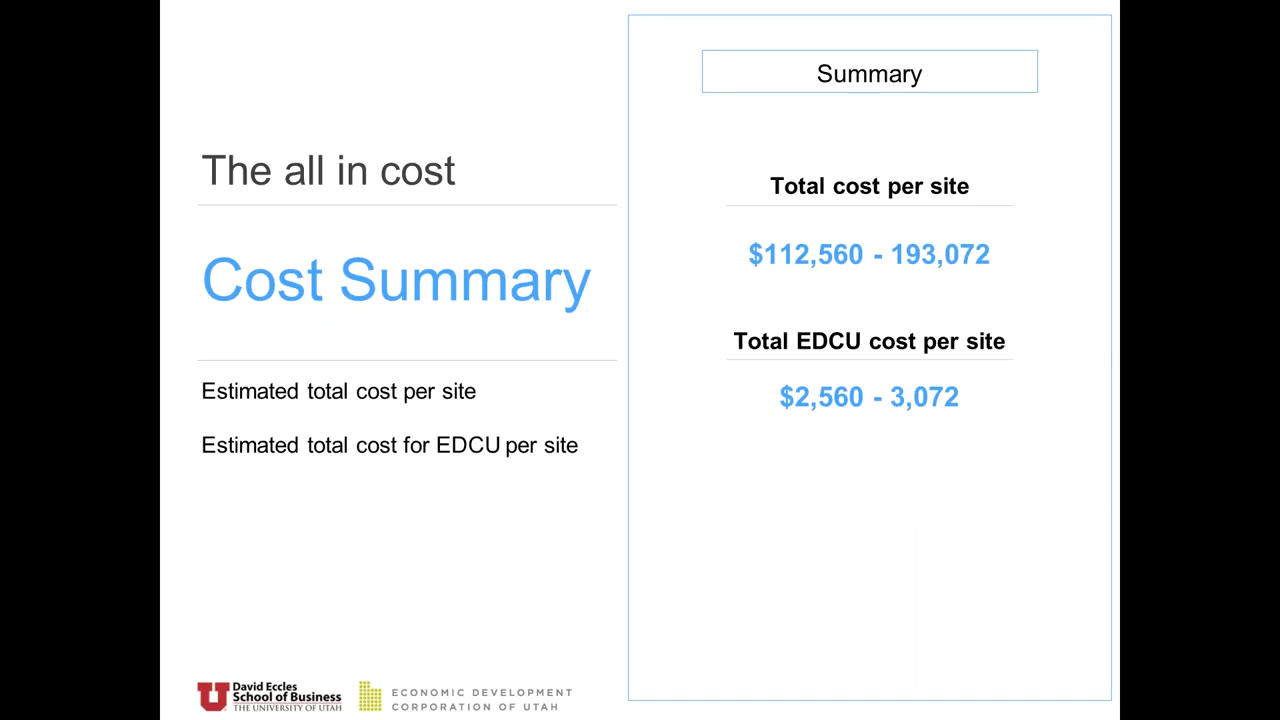 The all in cost
Cost Summary
Estimated total cost per site
Estimated total cost for EDCU per site
Summary
Total cost per site
$112,560 - 193,072
Total EDCU cost per site
$2,560 - 3,072
U
David Eccles
School of Business
THE UNIVERSITY OF UTAH
ECONOMIC DEVELOPMENT
CORPORATION OF UTAH